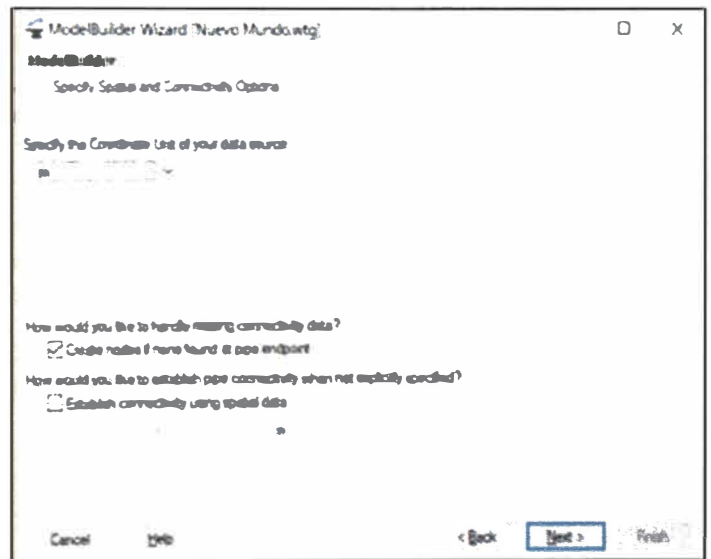 ModelBuilder Wizard [Nuevo Mundo.wtg]
ModelBuilder
Specify Spatial and Connectivity Options
Specify the Coordinate Unit of your data source
m
How would you like to handle missing connectivity data?
Create nodes if none found at pipe endpoint
How would you like to establish pipe connectivity when not explicitly specified?
Establish connectivity using spatial data
m
Cancel
Help
< Back
Next >
Finish